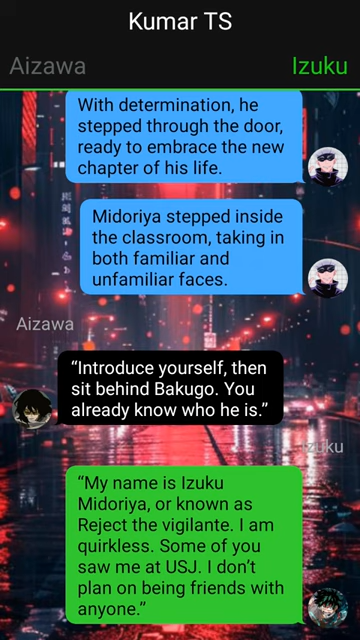 Kumar TS
Aizawa
Izuku
With determination, he
stepped through the door,
ready to embrace the new
chapter of his life.
Midoriya stepped inside
the classroom, taking in
both familiar and
unfamiliar faces.
Aizawa
“Introduce yourself, then
sit behind Bakugo. You
already know who he is.”
Izuku
“My name is Izuku
Midoriya, or known as
Reject the vigilante. I am
quirkless. Some of you
saw me at USJ. I don’t
plan on being friends with
anyone.”